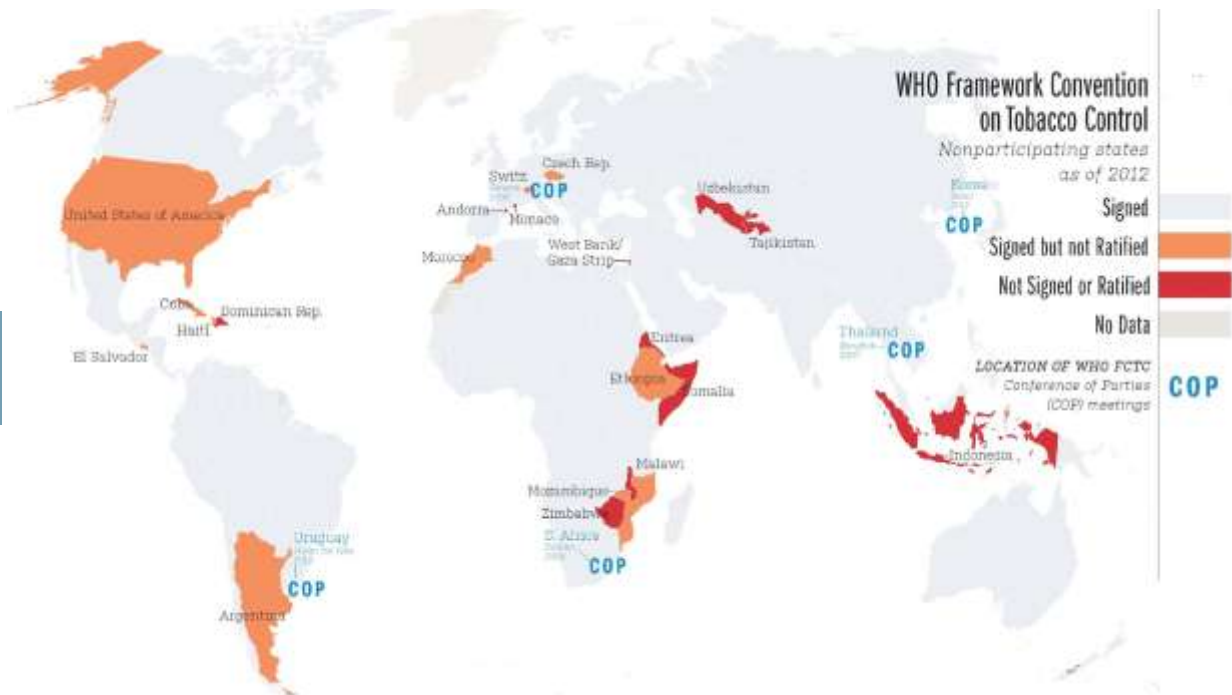 WHO Framework Convention
on Tobacco Control
Nonparticipating states
as of 2012
Signed
Signed but not Ratified
Not Signed or Ratified
No Data
LOCATION OF WHO FCTC
Conference of Parties
(COP) meetings
COP
United States of America
Cuba
Dominican Rep.
Haiti
El Salvador
Uruguay
COP
Argentina
Czech Rep.
Switz
COP
Andorra
Monaco
Morocco
West Bank/
Gaza Strip
Uzbekistan
Tajikistan
Korea
COP
Thailand
COP
Eritrea
Ethiopia
Somalia
Malawi
Mozambique
Zimbabwe
S. Africa
COP
Indonesia